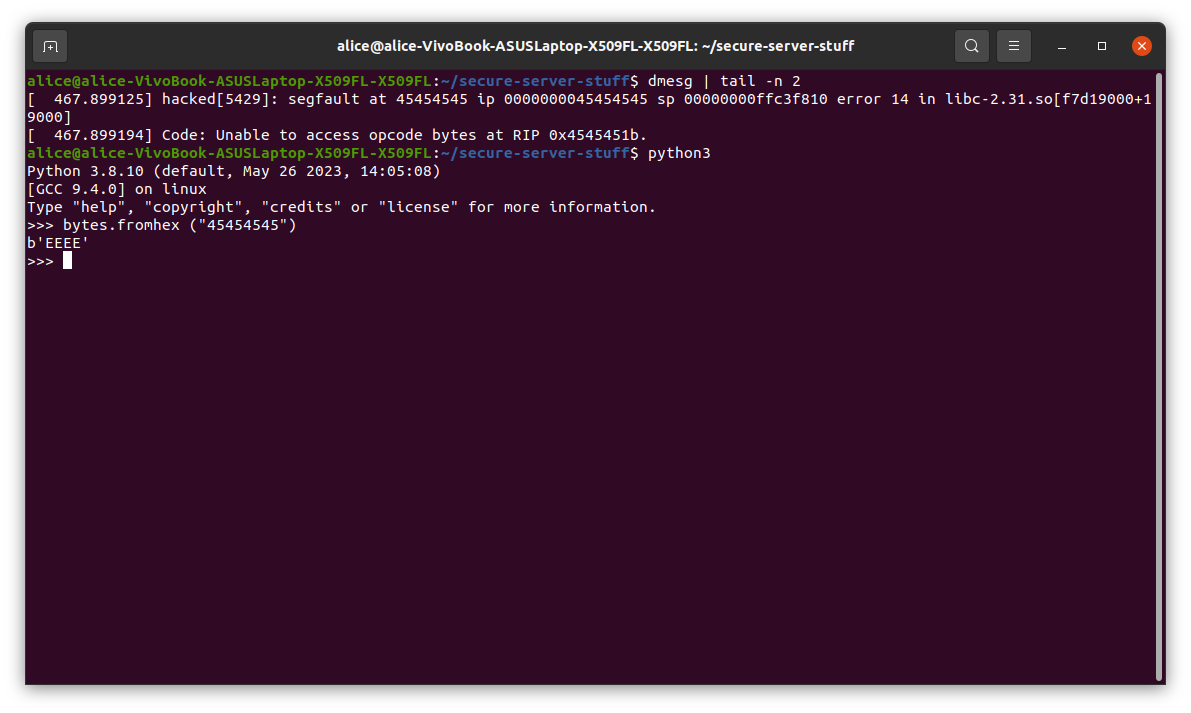 alice@alice-VivoBook-ASUSLaptop-X509FL-X509FL: ~/secure-server-stuff
alice@alice-VivoBook-ASUSLaptop-X509FL-X509FL:~/secure-server-stuff$ dmesg | tail -n 2
[  467.899125] hacked[5429]: segfault at 45454545 ip 0000000045454545 sp 00000000ffc3f810 error 14 in libc-2.31.so[f7d19000+1
9000]
[  467.899194] Code: Unable to access opcode bytes at RIP 0x4545451b.
alice@alice-VivoBook-ASUSLaptop-X509FL-X509FL:~/secure-server-stuff$ python3
Python 3.8.10 (default, May 26 2023, 14:05:08)
[GCC 9.4.0] on linux
Type "help", "copyright", "credits" or "license" for more information.
>>> bytes.fromhex ("45454545")
b'EEEE'
>>>